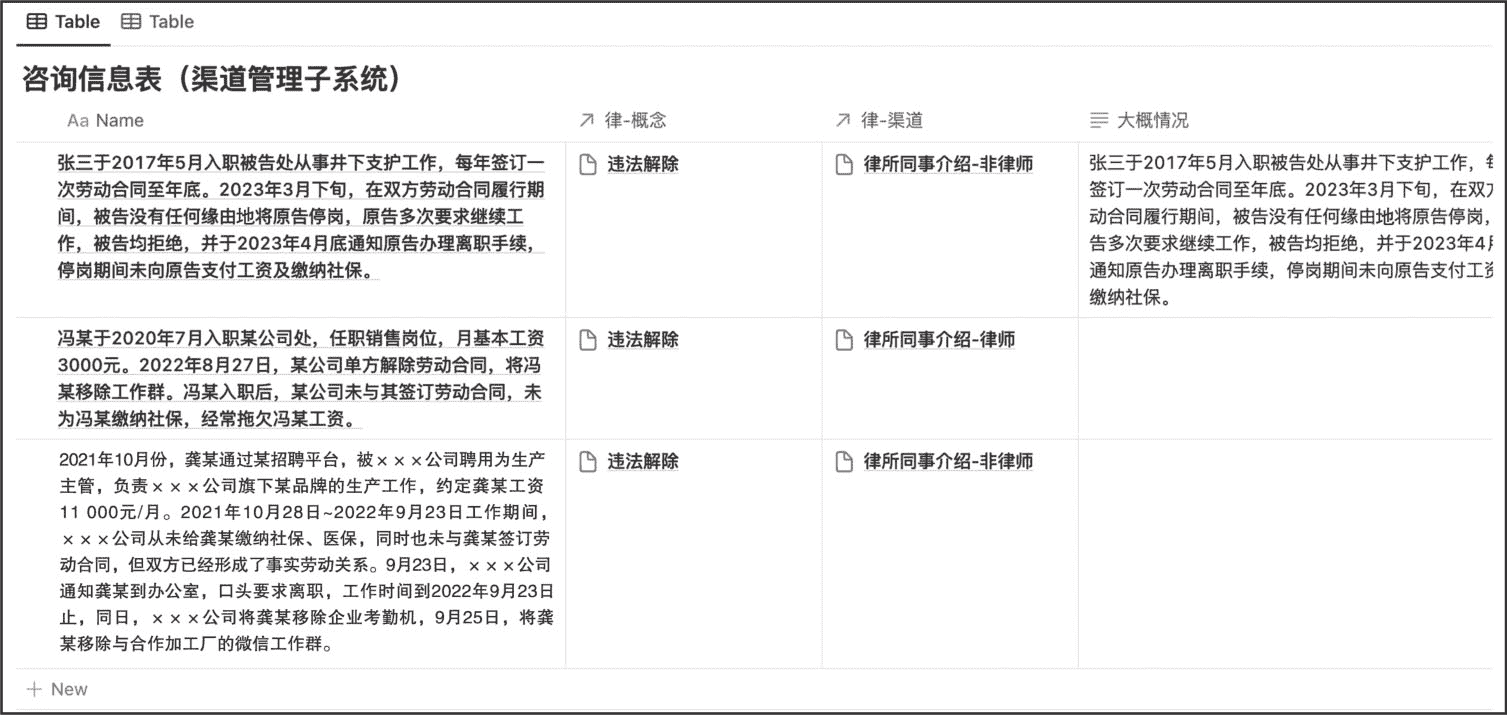 Table Table
咨询信息表（渠道管理子系统）
Aa Name
律-概念
律-渠道
大概情况
张三于2017年5月入职被告处从事井下支护工作，每年签订一
次劳动合同至年底。2023年3月下旬，在双方劳动合同履行期
间，被告没有任何缘由地将原告停岗，原告多次要求继续工
作，被告均拒绝，并于2023年4月底通知原告办理离职手续，
停岗期间未向原告支付工资及缴纳社保。
违法解除
律所同事介绍-非律师
张三于2017年5月入职被告处从事井下支护工作，
签订一次劳动合同至年底。2023年3月下旬，在双方
动合同履行期间，被告没有任何缘由地将原告停岗，
告多次要求继续工作，被告均拒绝，并于2023年4月
通知原告办理离职手续，停岗期间未向原告支付工资
缴纳社保。
冯某于2020年7月入职某公司处，任职销售岗位，月基本工资
3000元。2022年8月27日，某公司单方解除劳动合同，将冯
某移除工作群。冯某入职后，某公司未与其签订劳动合同，未
为冯某缴纳社保，经常拖欠冯某工资。
违法解除
律所同事介绍-律师
2021年10月份，龚某通过某招聘平台，被×××公司聘用为生产
主管，负责×××公司旗下某品牌的生产工作，约定龚某工资
11 000元/月。2021年10月28日~2022年9月23日工作期间，
×××公司从未给龚某缴纳社保、医保，同时也未与龚某签订劳
动合同，但双方已经形成了事实劳动关系。9月23日，×××公司
通知龚某到办公室，口头要求离职，工作时间到2022年9月23日
止，同日，×××公司将龚某移除企业考勤机，9月25日，将龚
某移除与合作加工厂的微信工作群。
违法解除
律所同事介绍-非律师
New